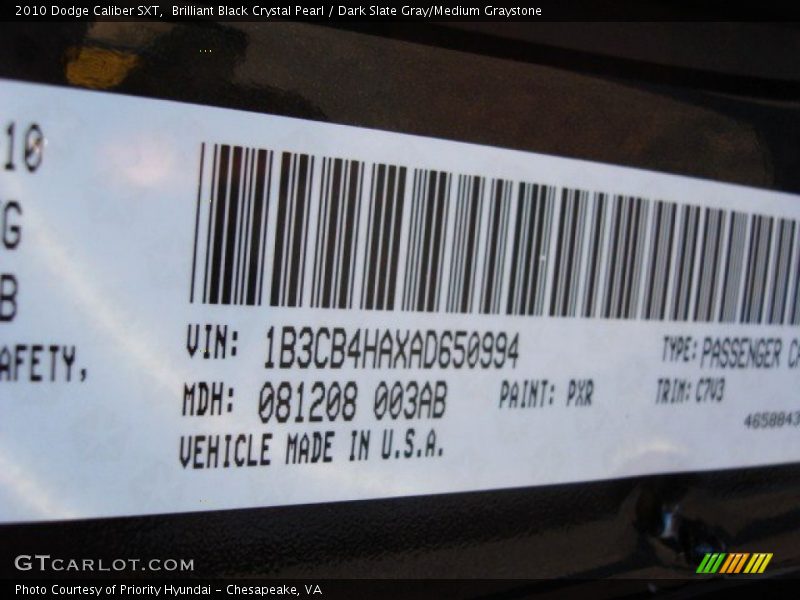 2010 Dodge Caliber SXT,  Brilliant Black Crystal Pearl / Dark Slate Gray/Medium Graystone
10
G
B
AFETY,
VIN: 1B3CB4HAXAD650994 TYPE: PASSENGER CA
MDH: 081208 003AB PAINT: PXR TRIM: C7V3
4658843
VEHICLE MADE IN U.S.A.
GTCARLOT.COM
Photo Courtesy of Priority Hyundai - Chesapeake, VA